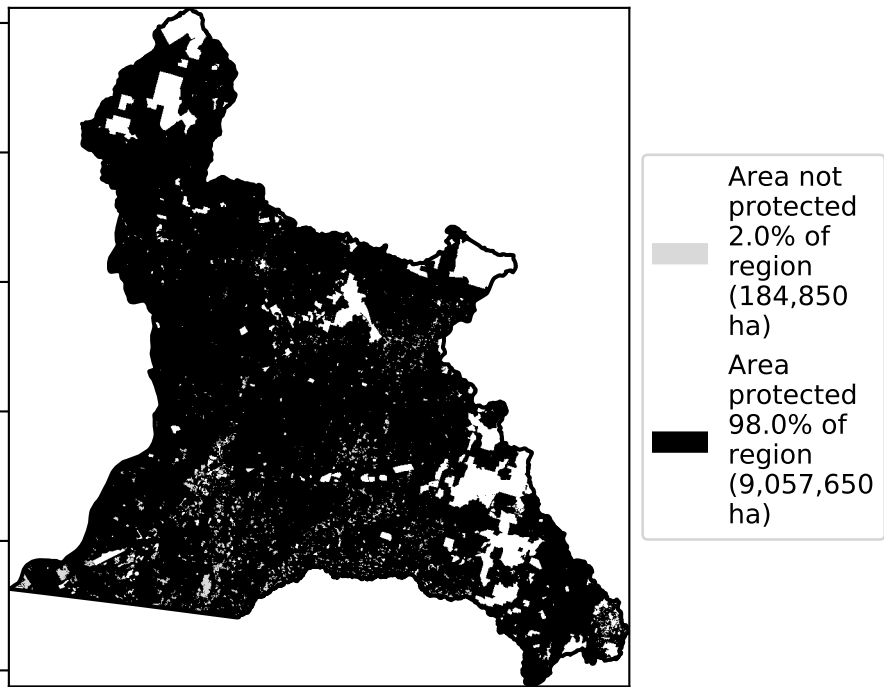 Area not
protected
2.0% of
region
(184,850
ha)
Area
protected
98.0% of
region
(9,057,650
ha)